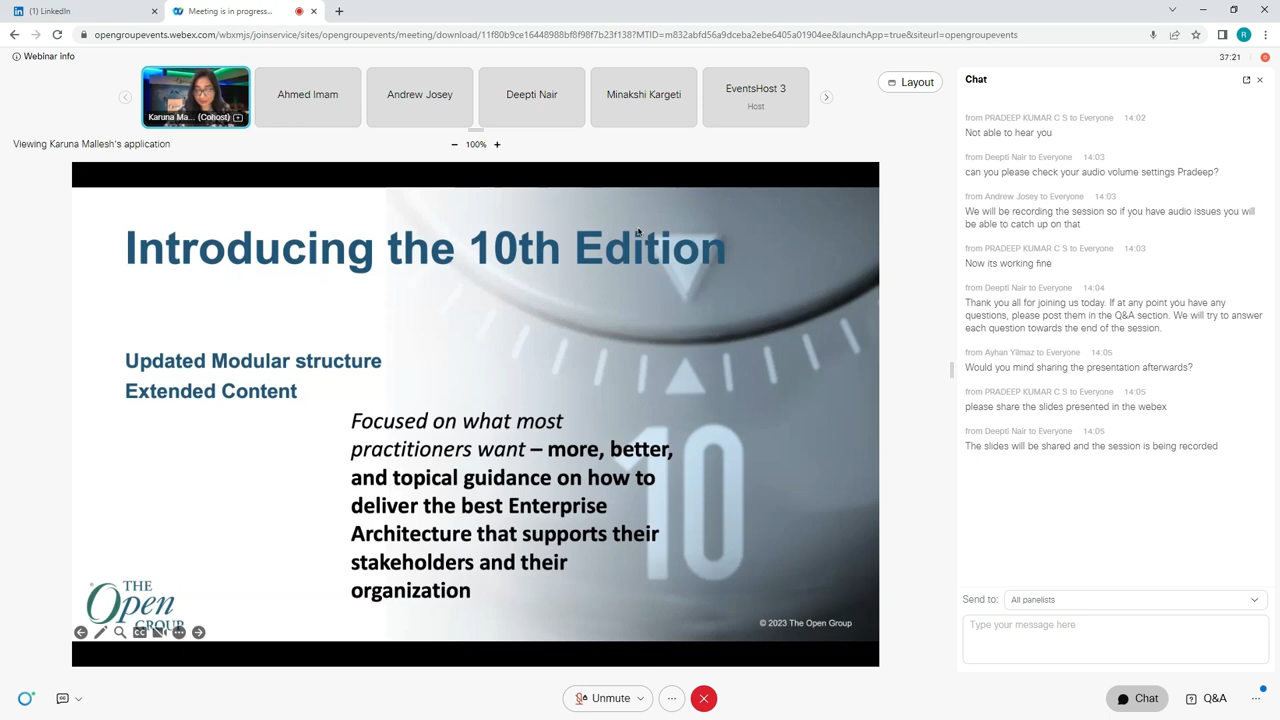 (1) LinkedIn
Meeting is in progress...
opengroupevents.webex.com/wbxmjs/joinservice/sites/opengroupevents/meeting/download/11f80b9ce16448988bf8f98f7b23f138?MTID=m832abfd56a9dceba2ebe6405a01904ee&launchApp=true&siteurl=opengroupevents
R
Webinar info
37:21
Karuna Ma... (Cohost)
Ahmed Imam
Andrew Josey
Deepti Nair
Minakshi Kargeti
EventsHost 3
Host
Layout
Viewing Karuna Mallesh's application
100%
Introducing the 10th Edition
Updated Modular structure
Extended Content
Focused on what most
practitioners want – more, better,
and topical guidance on how to
deliver the best Enterprise
Architecture that supports their
stakeholders and their
organization
10
THE
Open
GROUP
© 2023 The Open Group
Chat
from PRADEEP KUMAR C S to Everyone 14:02
Not able to hear you
from Deepti Nair to Everyone 14:03
can you please check your audio volume settings Pradeep?
from Andrew Josey to Everyone 14:03
We will be recording the session so if you have audio issues you will
be able to catch up on that
from PRADEEP KUMAR C S to Everyone 14:03
Now its working fine
from Deepti Nair to Everyone 14:04
Thank you all for joining us today. If at any point you have any
questions, please post them in the Q&A section. We will try to answer
each question towards the end of the session.
from Ayhan Yilmaz to Everyone 14:05
Would you mind sharing the presentation afterwards?
from PRADEEP KUMAR C S to Everyone 14:05
please share the slides presented in the webex
from Deepti Nair to Everyone 14:05
The slides will be shared and the session is being recorded
Send to: All panelists
Type your message here
Unmute
Chat
Q&A